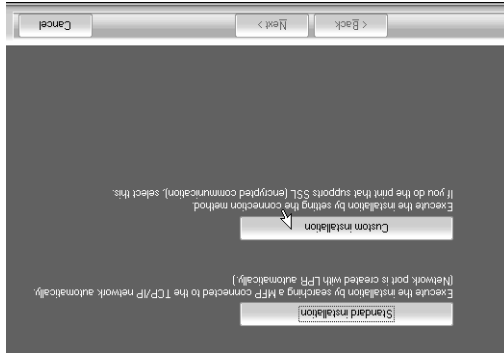 Standard installation
Execute the installation by searching a MFP connected to the TCP/IP network automatically.
(Network port is created with LPR automatically.)
Custom installation
Execute the installation by setting the connection method.
If you do the print that supports SSL (encrypted communication), select this.
< Back
Next >
Cancel